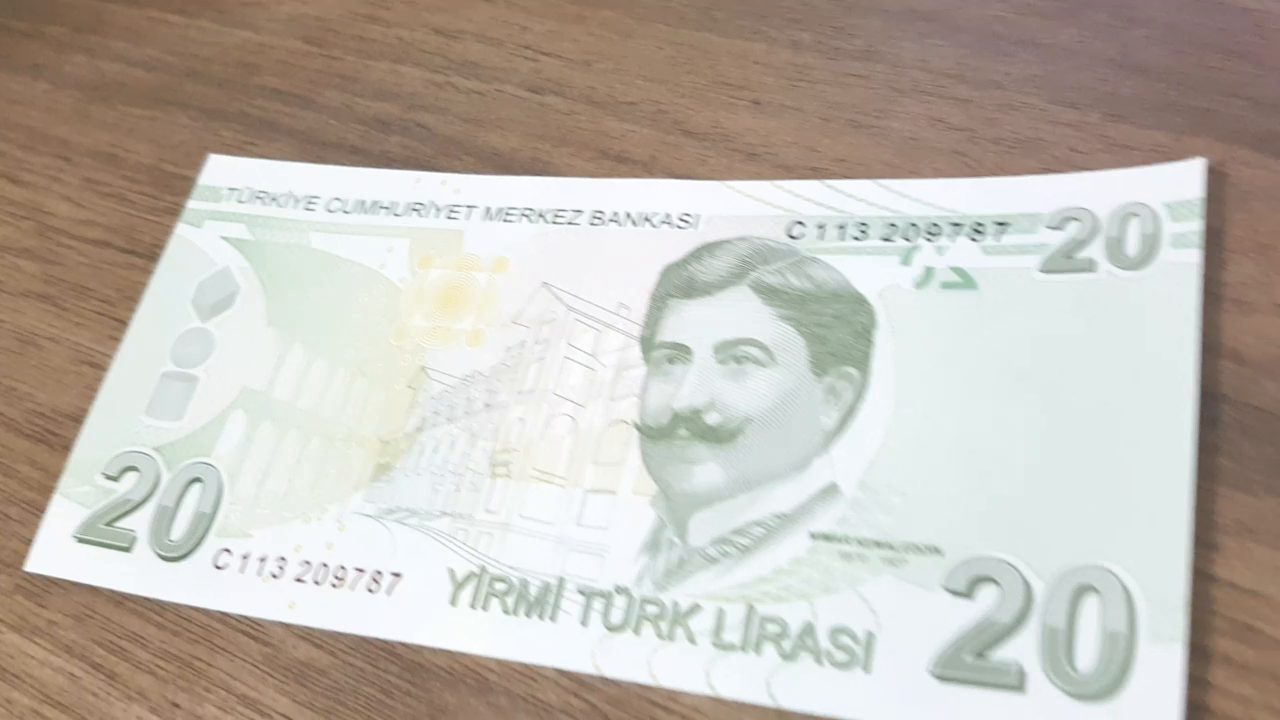 TÜRKİYE CUMHURİYET MERKEZ BANKASI
C113 209787
20
20
C113 209787
YİRMİ TÜRK LİRASI
20